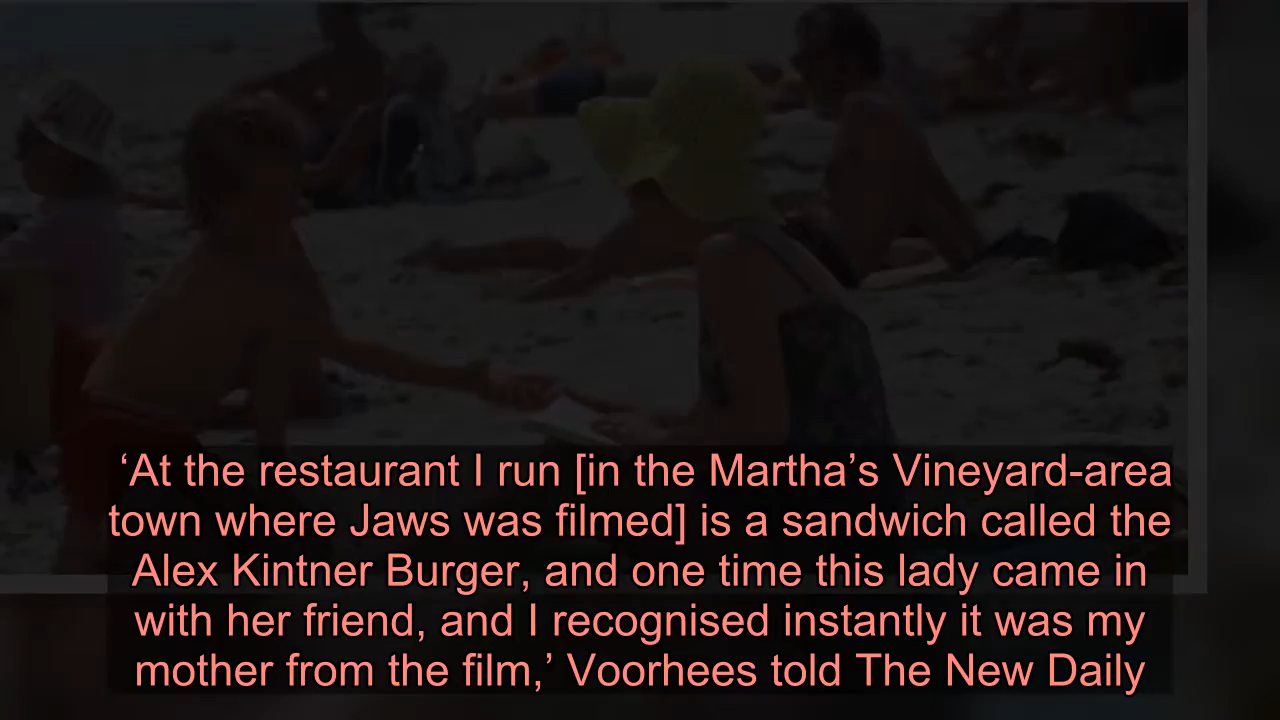 ‘At the restaurant I run [in the Martha’s Vineyard-area
town where Jaws was filmed] is a sandwich called the
Alex Kintner Burger, and one time this lady came in
with her friend, and I recognised instantly it was my
mother from the film,’ Voorhees told The New Daily